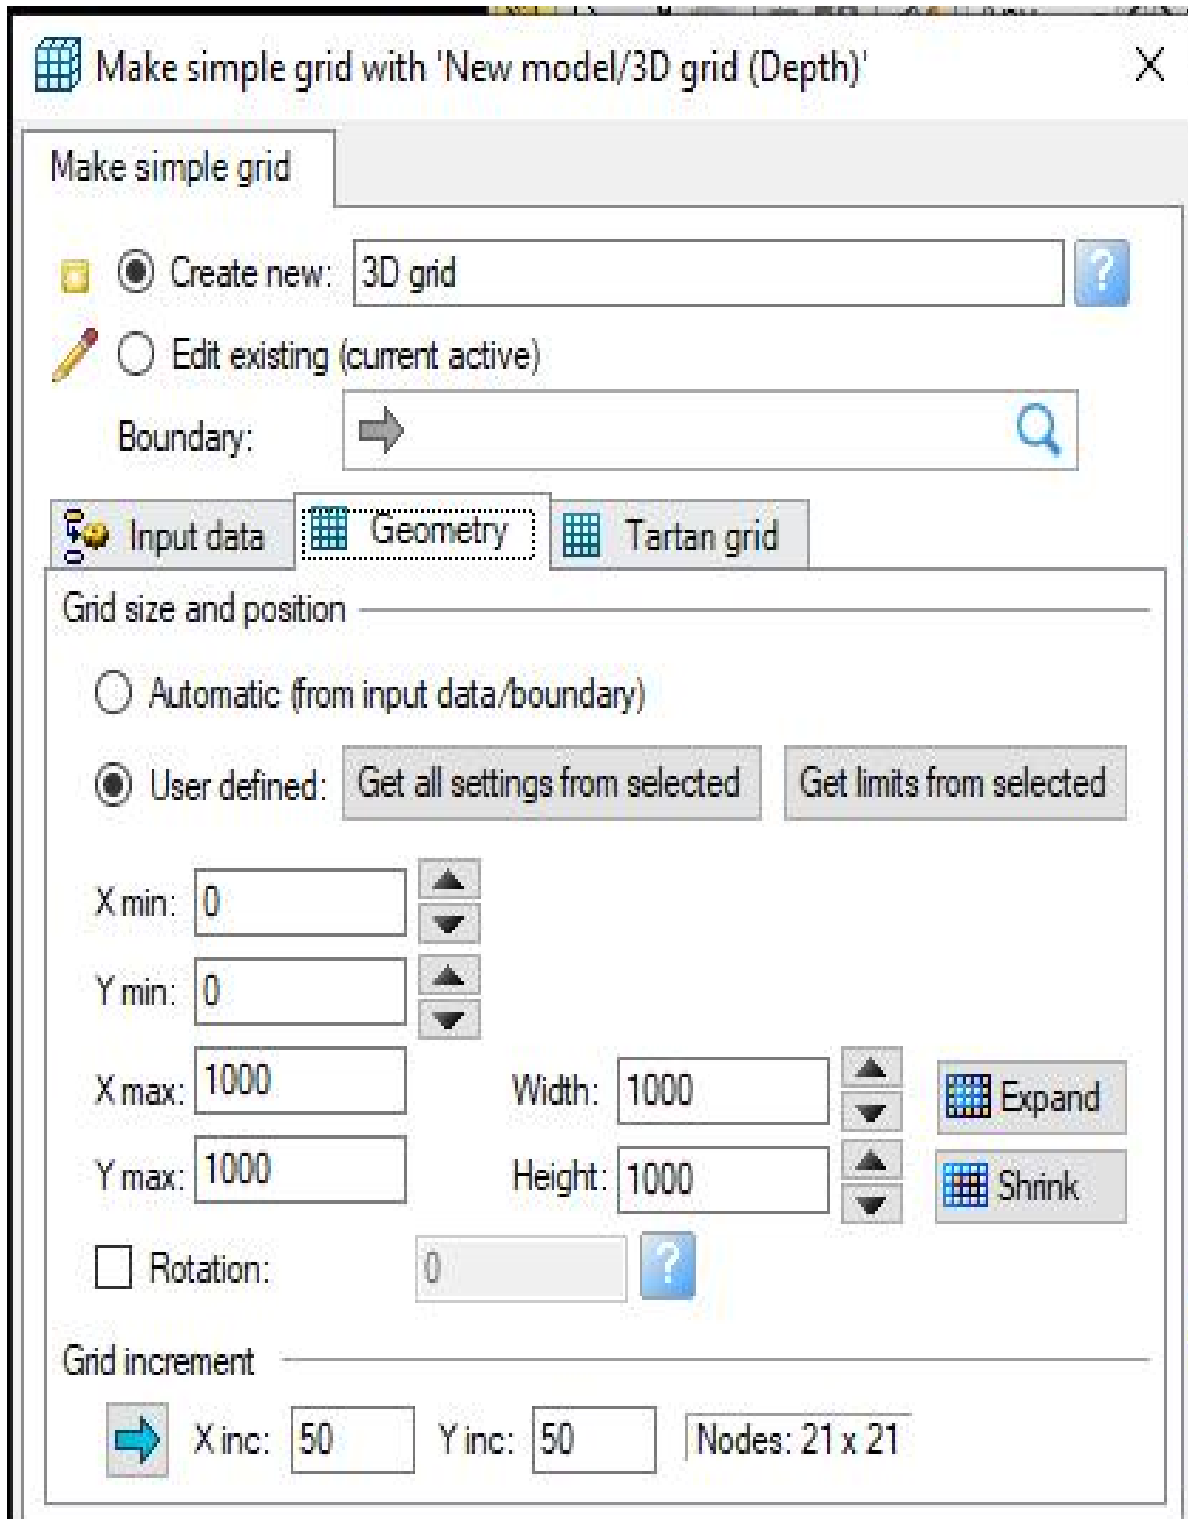 Make simple grid with 'New model/3D grid (Depth)'
Make simple grid
Create new: 3D grid ?
Edit existing (current active)
Boundary:
Input data Geometry Tartan grid
Grid size and position
Automatic (from input data/boundary)
User defined: Get all settings from selected Get limits from selected
X min: 0
Y min: 0
X max: 1000 Width: 1000 Expand
Y max: 1000 Height: 1000 Shrink
Rotation: 0 ?
Grid increment
X inc: 50 Y inc: 50 Nodes: 21 x 21